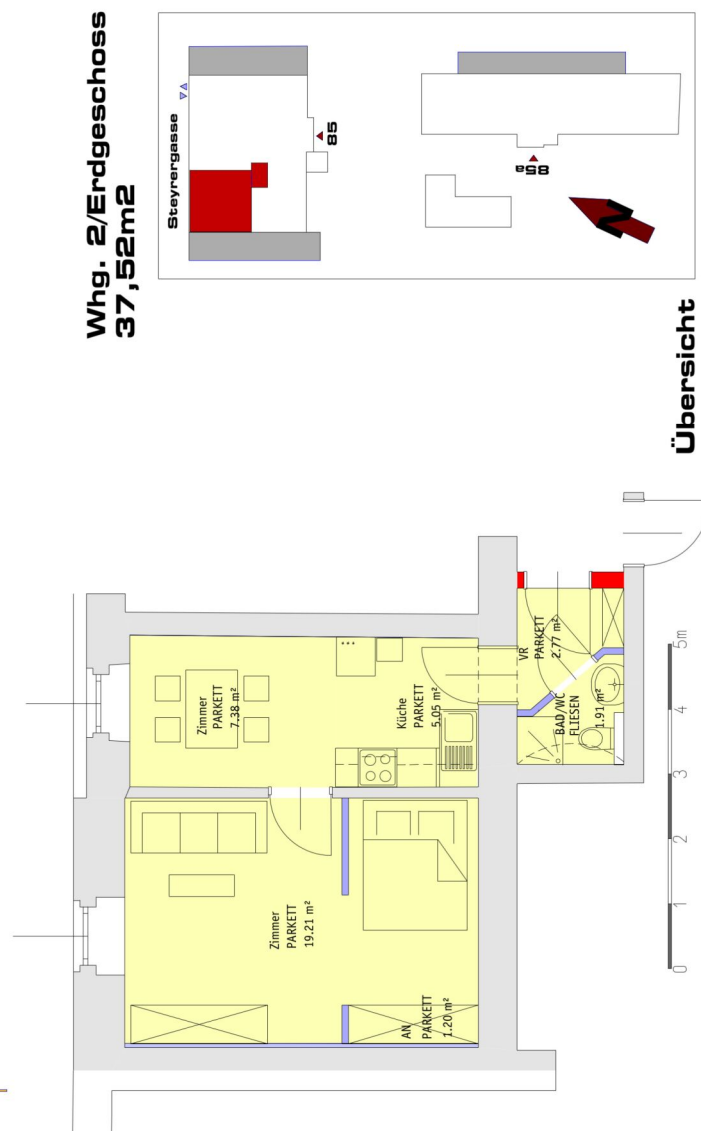 Whg. 2/Erdgeschoss
37,52m2
Steyrergasse
85
85a
N
Übersicht
Zimmer
PARKETT
7.38 m²
Küche
PARKETT
5.05 m²
VR
PARKETT
2.77 m²
BAD/WC
FLIESEN
1.91 m²
Zimmer
PARKETT
19.21 m²
AN
PARKETT
1.20 m²
0 1 2 3 4 5m